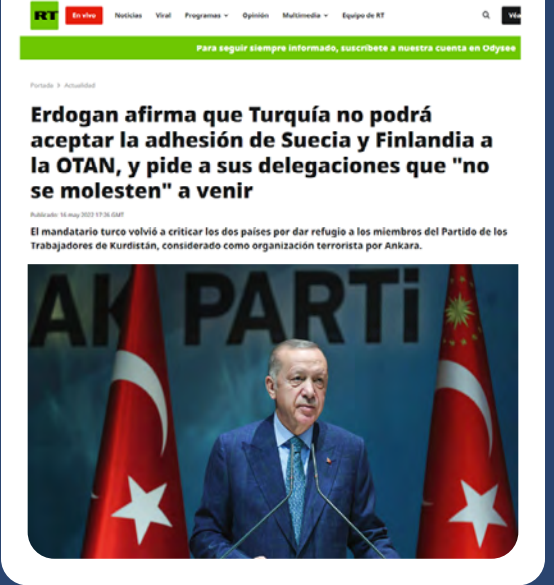 RT En vivo Noticias Viral Programas Opinión Multimedia Equipo de RT
Para seguir siempre informado, suscríbete a nuestra cuenta en Odysee
Portada > Actualidad
Erdogan afirma que Turquía no podrá
aceptar la adhesión de Suecia y Finlandia a
la OTAN, y pide a sus delegaciones que "no
se molesten" a venir
Publicado: 16 may 2022 17:36 GMT
El mandatario turco volvió a criticar los dos países por dar refugio a los miembros del Partido de los
Trabajadores de Kurdistán, considerado como organización terrorista por Ankara.
AK PARTi